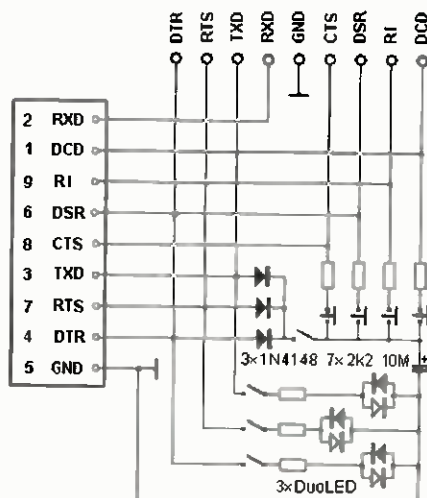 DTR RTS TXD RXD GND CTS DSR RI DCD
2 RXD
1 DCD
9 RI
6 DSR
8 CTS
3 TXD
7 RTS
4 DTR
5 GND
3×1N4148 7×2k2 10M +
3×DuoLED